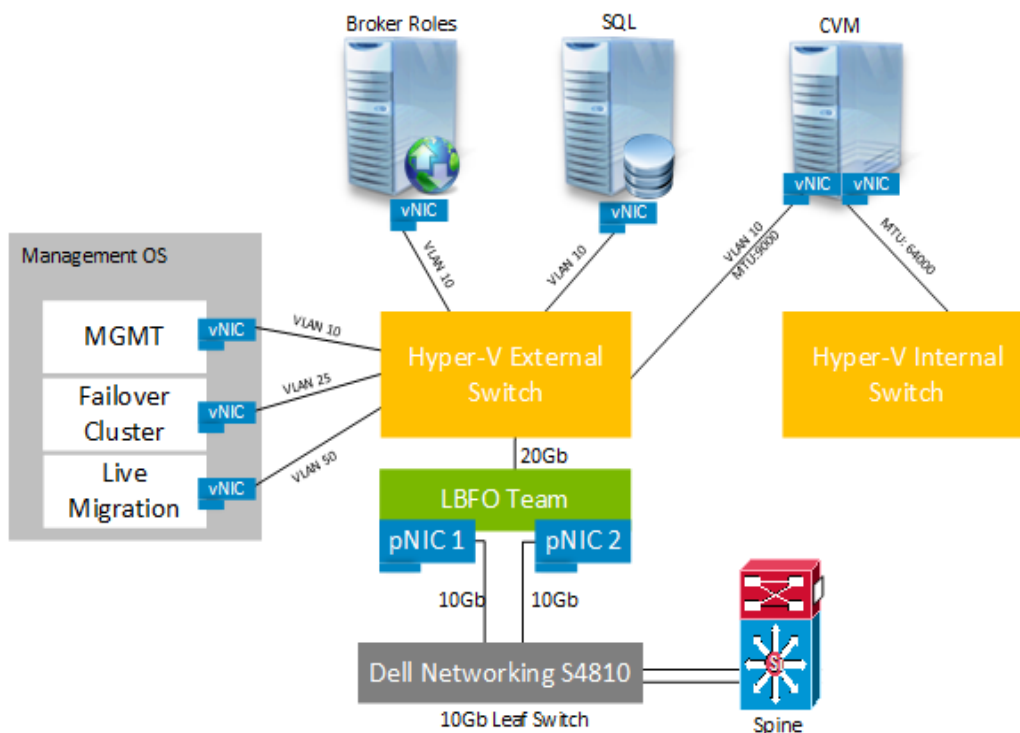 Broker Roles
SQL
CVM
vNIC
vNIC
vNIC
vNIC
VLAN 10
VLAN 10
VLAN 10
MTU:9000
MTU: 64000
Management OS
MGMT
vNIC
VLAN 10
Failover
Cluster
vNIC
VLAN 25
Live
Migration
vNIC
VLAN 50
Hyper-V External
Switch
Hyper-V Internal
Switch
20Gb
LBFO Team
pNIC 1
pNIC 2
10Gb
10Gb
Dell Networking S4810
10Gb Leaf Switch
Si
Spine